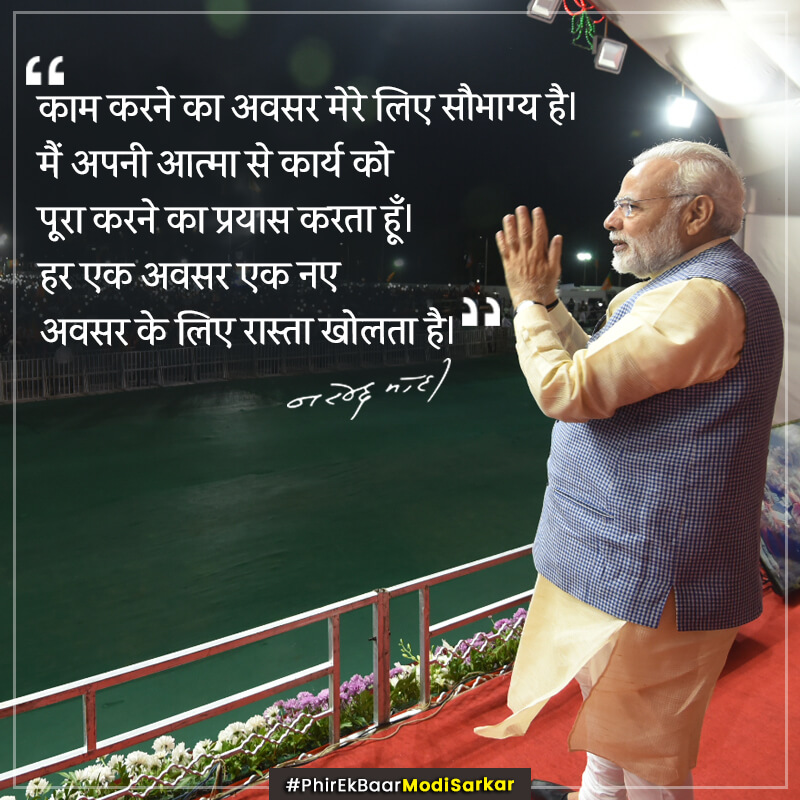 “
काम करने का अवसर मेरे लिए सौभाग्य है।
मैं अपनी आत्मा से कार्य को
पूरा करने का प्रयास करता हूँ।
हर एक अवसर एक नए
अवसर के लिए रास्ता खोलता है। ”
नरेन्द्र मोदी
#PhirEkBaarModiSarkar